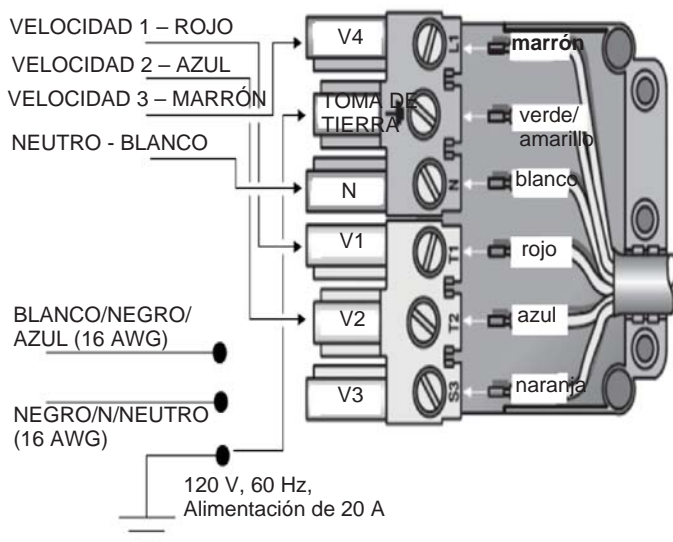 VELOCIDAD 1 – ROJO
VELOCIDAD 2 – AZUL
VELOCIDAD 3 – MARRÓN
NEUTRO - BLANCO
BLANCO/NEGRO/
AZUL (16 AWG)
NEGRO/N/NEUTRO
(16 AWG)
120 V, 60 Hz,
Alimentación de 20 A
V4
TOMA DE
TIERRA
N
V1
V2
V3
L1
N
T1
T2
S3
marrón
verde/
amarillo
blanco
rojo
azul
naranja